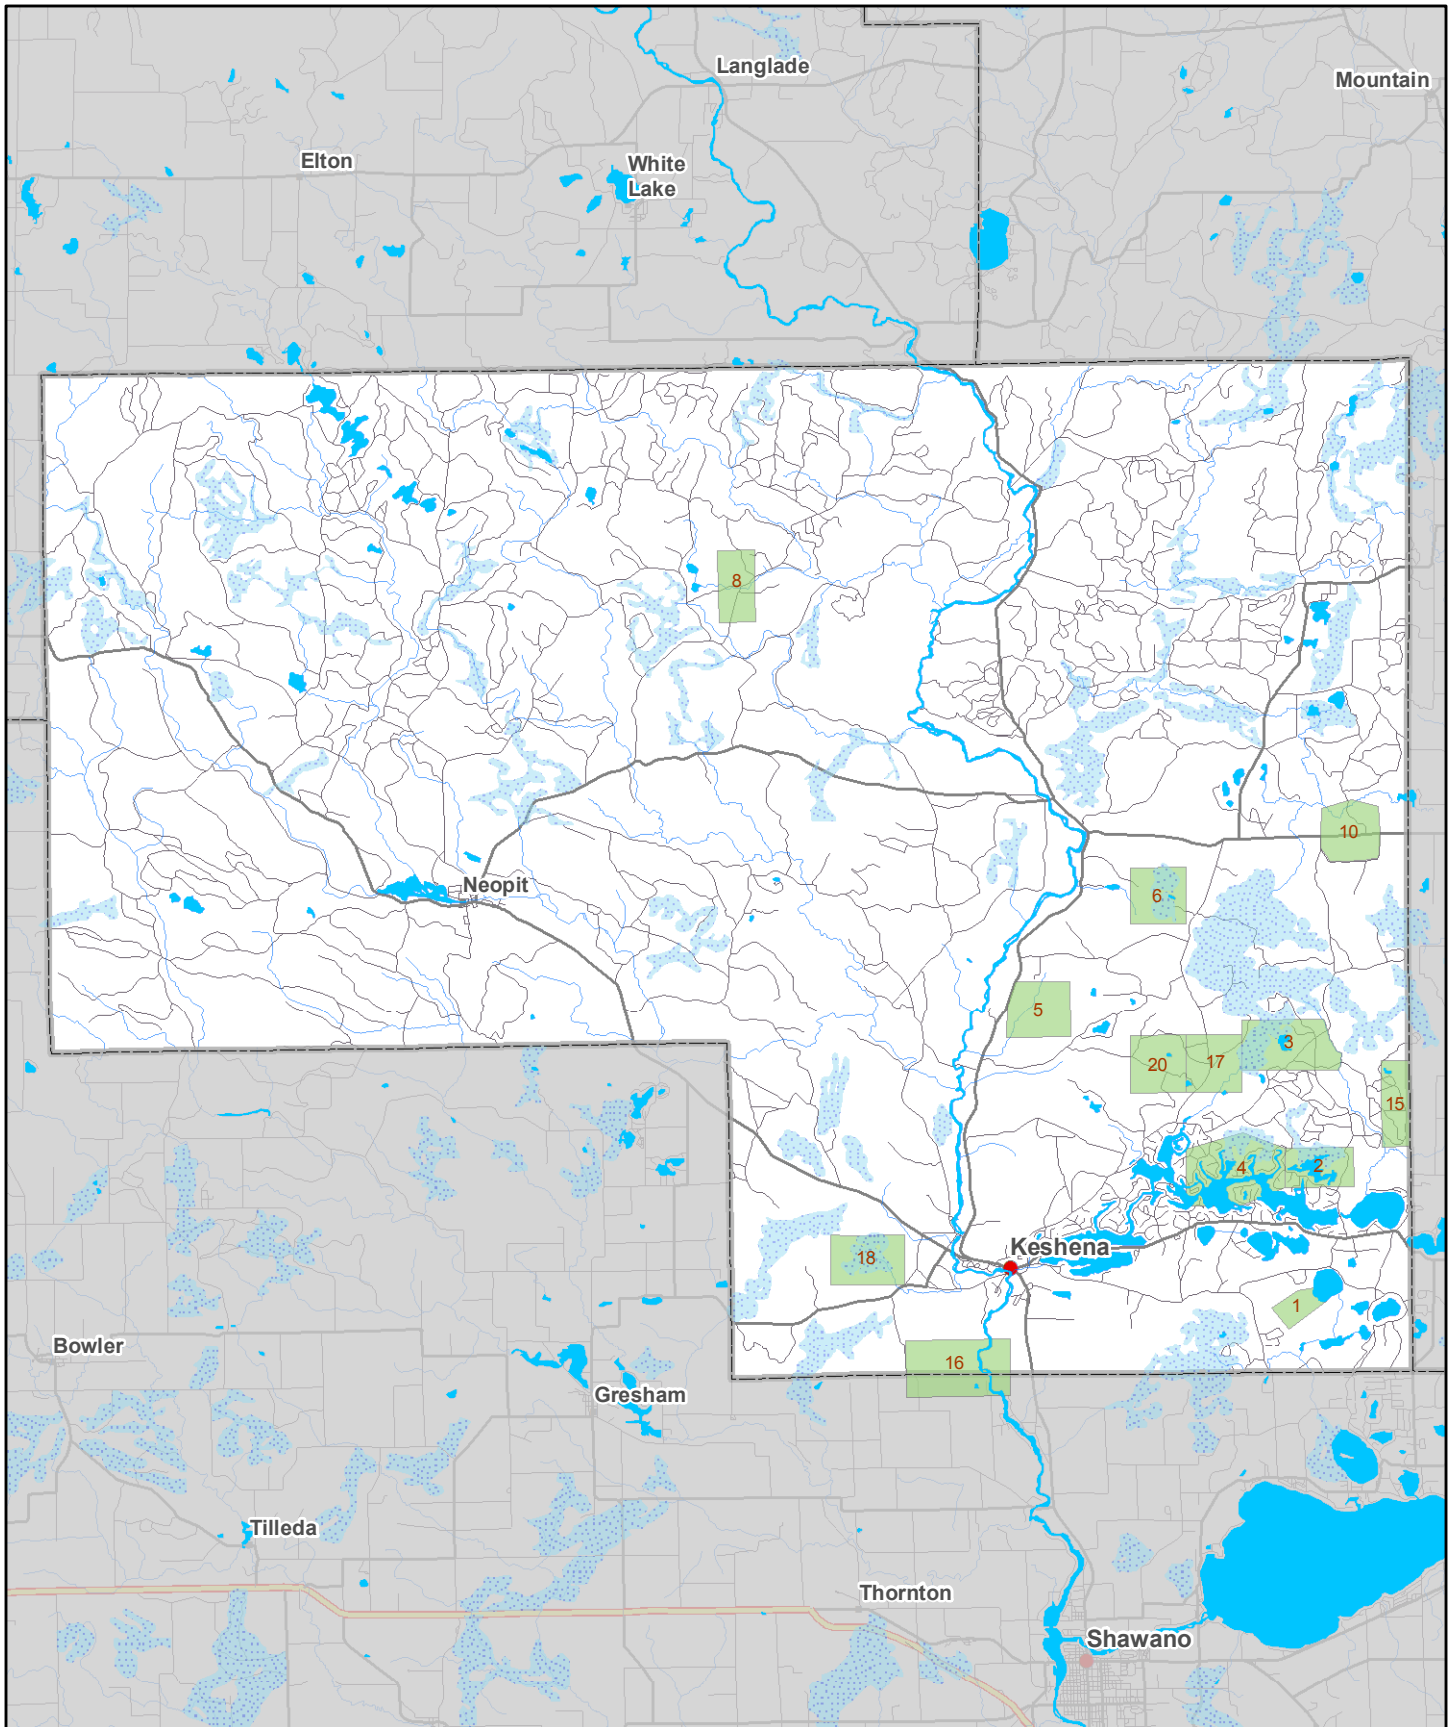 Langlade
Mountain
Elton
White
Lake
8
10
Neopit
6
5
3
20
17
15
4
2
Keshena
18
1
Bowler
16
Gresham
Tilleda
Thornton
Shawano